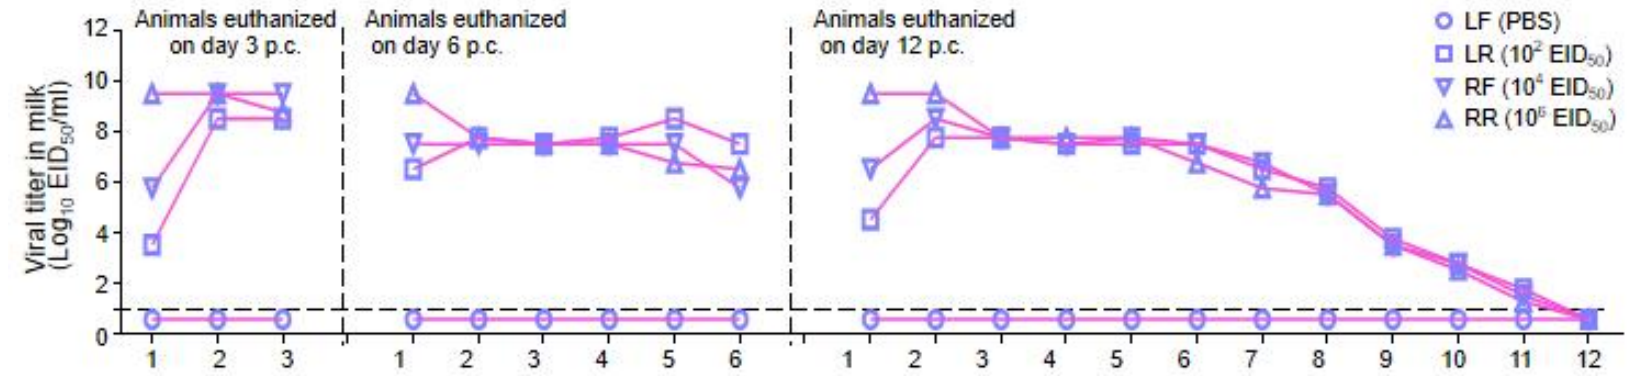 Animals euthanized
on day 3 p.c.
Animals euthanized
on day 6 p.c.
Animals euthanized
on day 12 p.c.
LF (PBS)
LR (10² EID₅₀)
RF (10⁴ EID₅₀)
RR (10⁶ EID₅₀)
Viral titer in milk
(Log₁₀ EID₅₀/ml)
12
10
8
6
4
2
0
1 2 3 1 2 3 4 5 6 1 2 3 4 5 6 7 8 9 10 11 12